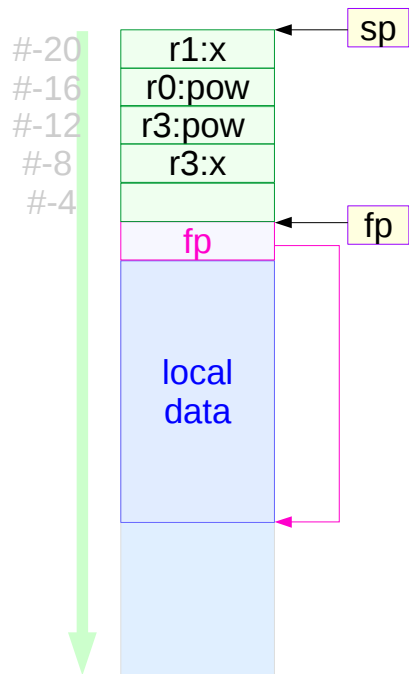 sp
#-20 r1:x
#-16 r0:pow
#-12 r3:pow
#-8 r3:x
#-4
fp
fp
local
data